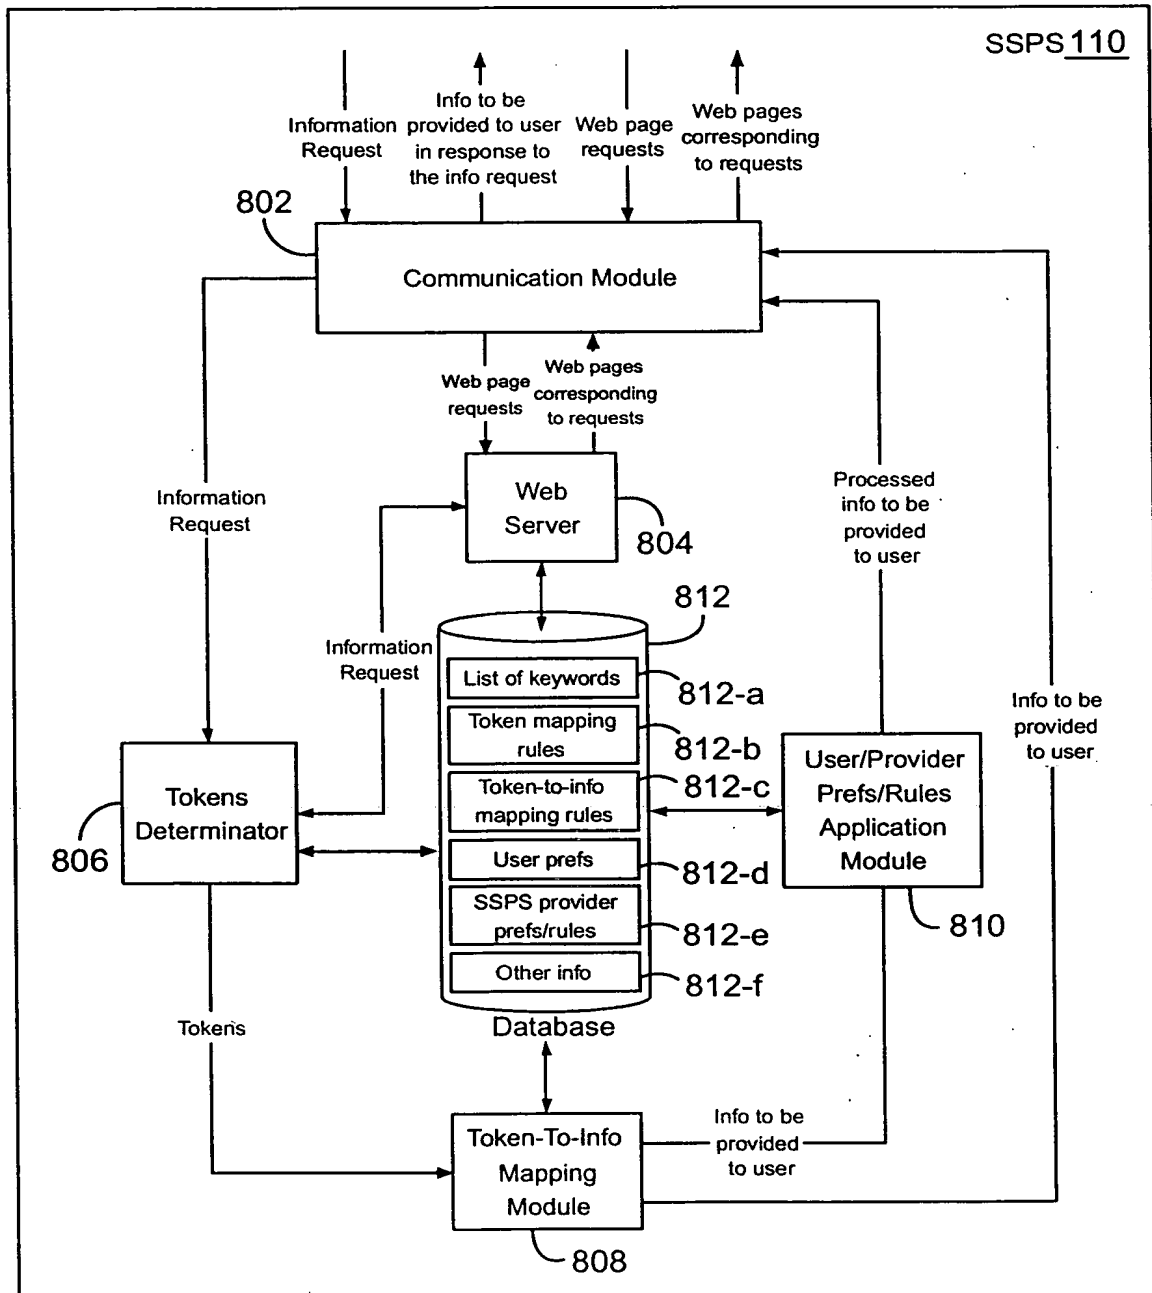 SSPS 110
Information
Request
Info to be
provided to user
in response to
the info request
Web page
requests
Web pages
corresponding
to requests
802
Communication Module
Web page
requests
Web pages
corresponding
to requests
Information
Request
Web
Server
804
Processed
info to be
provided
to user
Information
Request
812
List of keywords
812-a
Token mapping
rules
812-b
Token-to-info
mapping rules
812-c
User prefs
812-d
SSPS provider
prefs/rules
812-e
Other info
812-f
Database
Tokens
Determinator
806
User/Provider
Prefs/Rules
Application
Module
810
Info to be
provided
to user
Tokens
Token-To-Info
Mapping
Module
808
Info to be
provided
to user